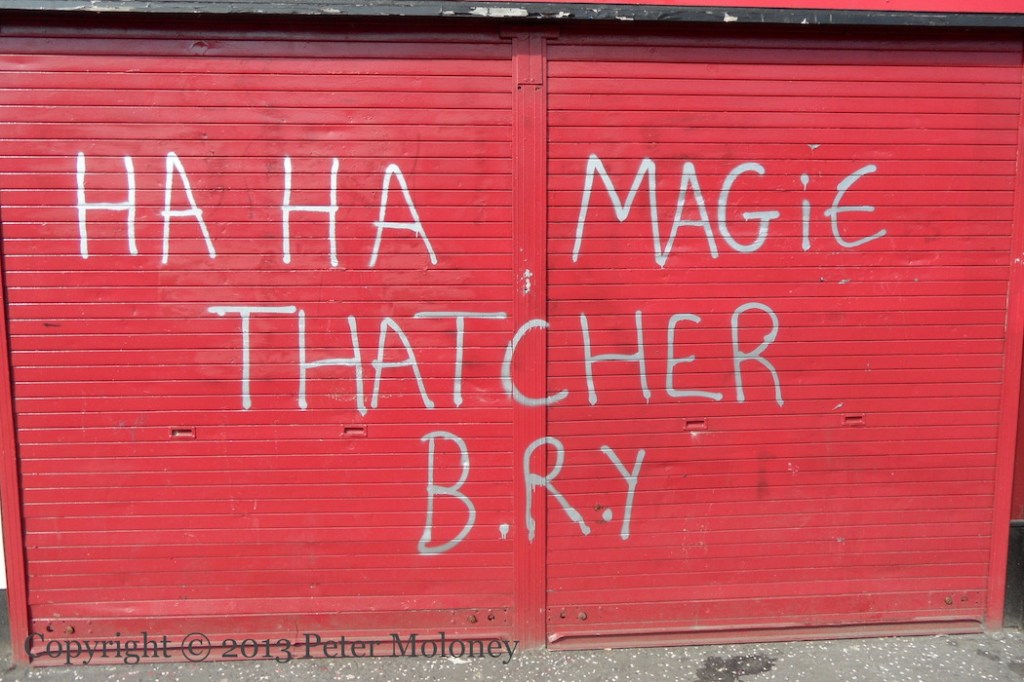 HA HA MAGiE
THATCHER
B.R.Y
Copyright © 2013 Peter Moloney